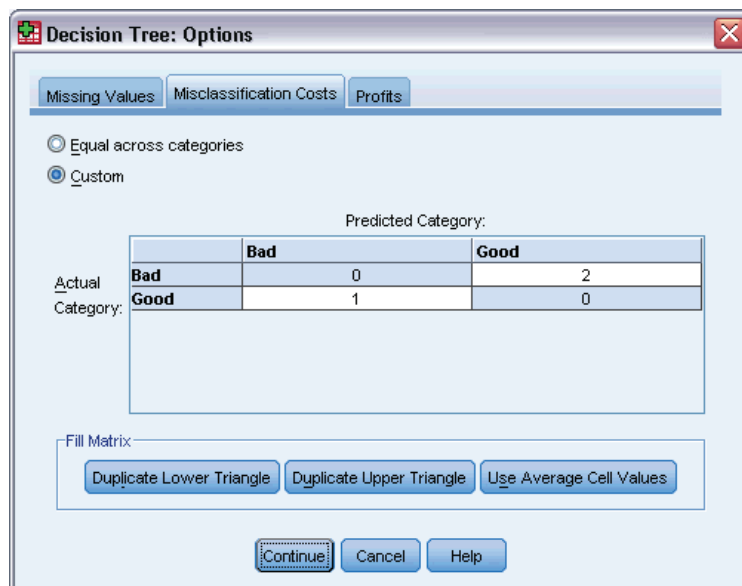 Decision Tree: Options
Missing Values Misclassification Costs Profits
Equal across categories
Custom
Predicted Category:
Bad Good
Actual Category:
Bad 0 2
Good 1 0
Fill Matrix
Duplicate Lower Triangle Duplicate Upper Triangle Use Average Cell Values
Continue Cancel Help